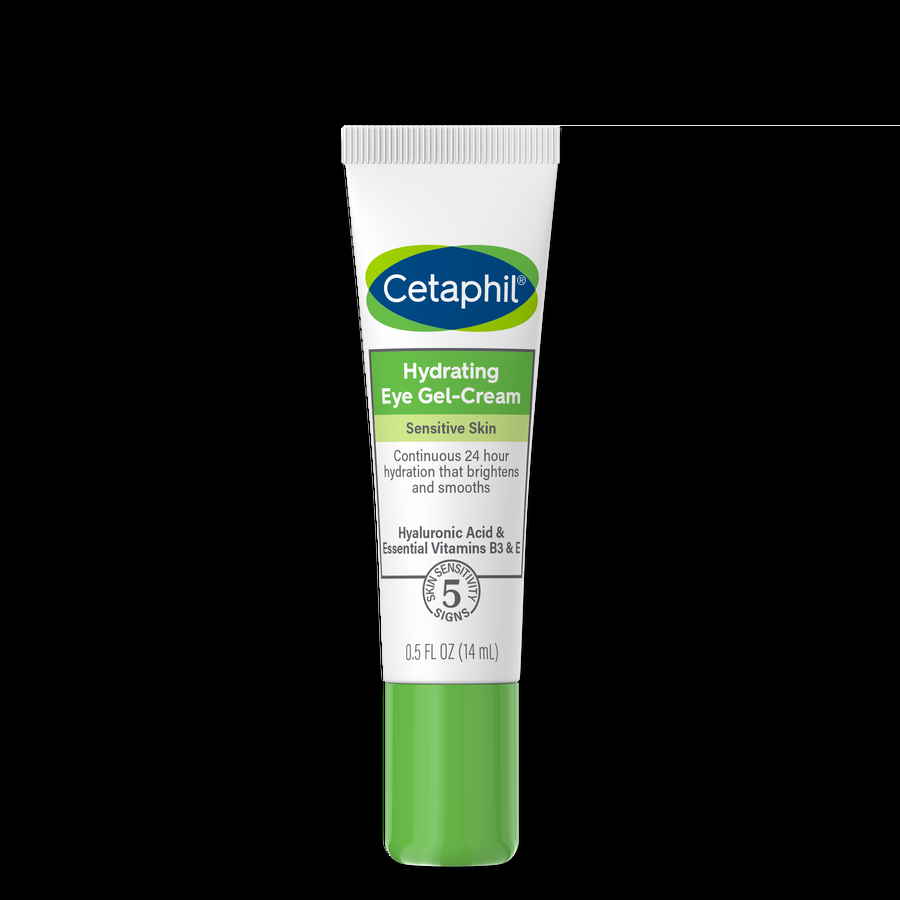 Cetaphil®
Hydrating
Eye Gel-Cream
Sensitive Skin
Continuous 24 hour
hydration that brightens
and smooths
Hyaluronic Acid &
Essential Vitamins B3 & E
SKIN SENSITIVITY
5
SIGNS
0.5 FL OZ (14 mL)